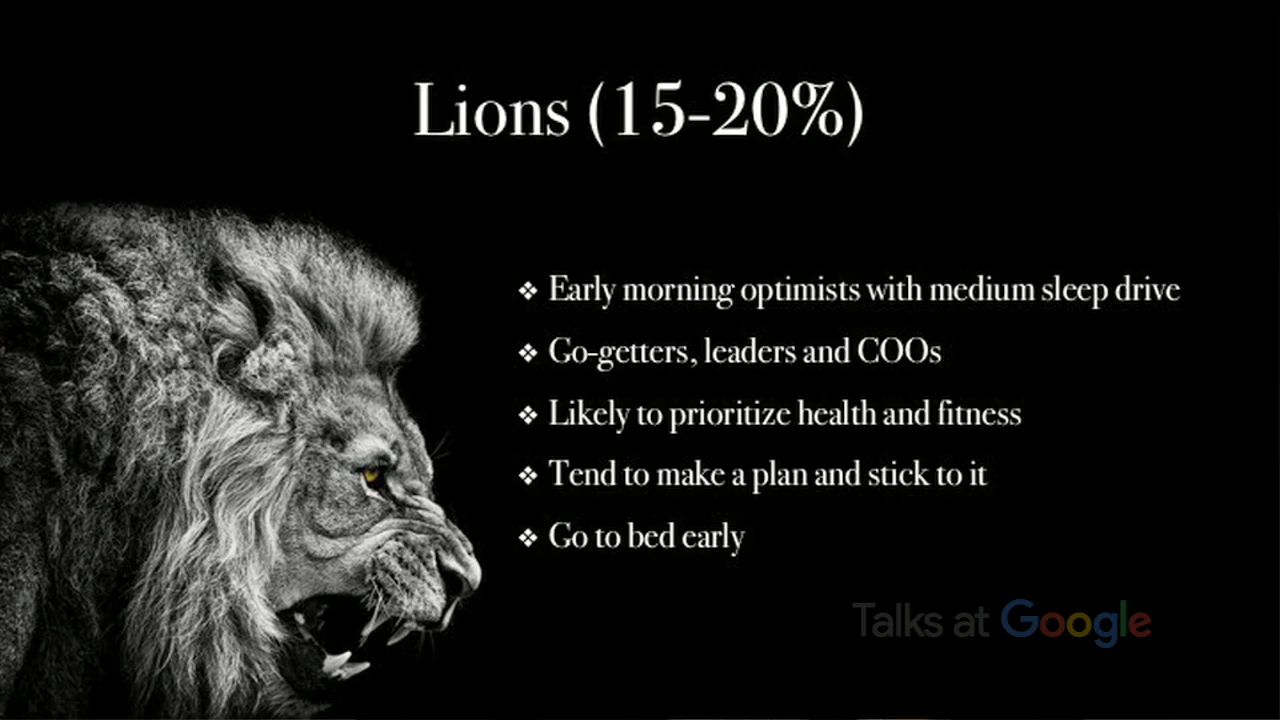 Lions (15-20%)
❖ Early morning optimists with medium sleep drive
❖ Go-getters, leaders and COOs
❖ Likely to prioritize health and fitness
❖ Tend to make a plan and stick to it
❖ Go to bed early
Talks at Google